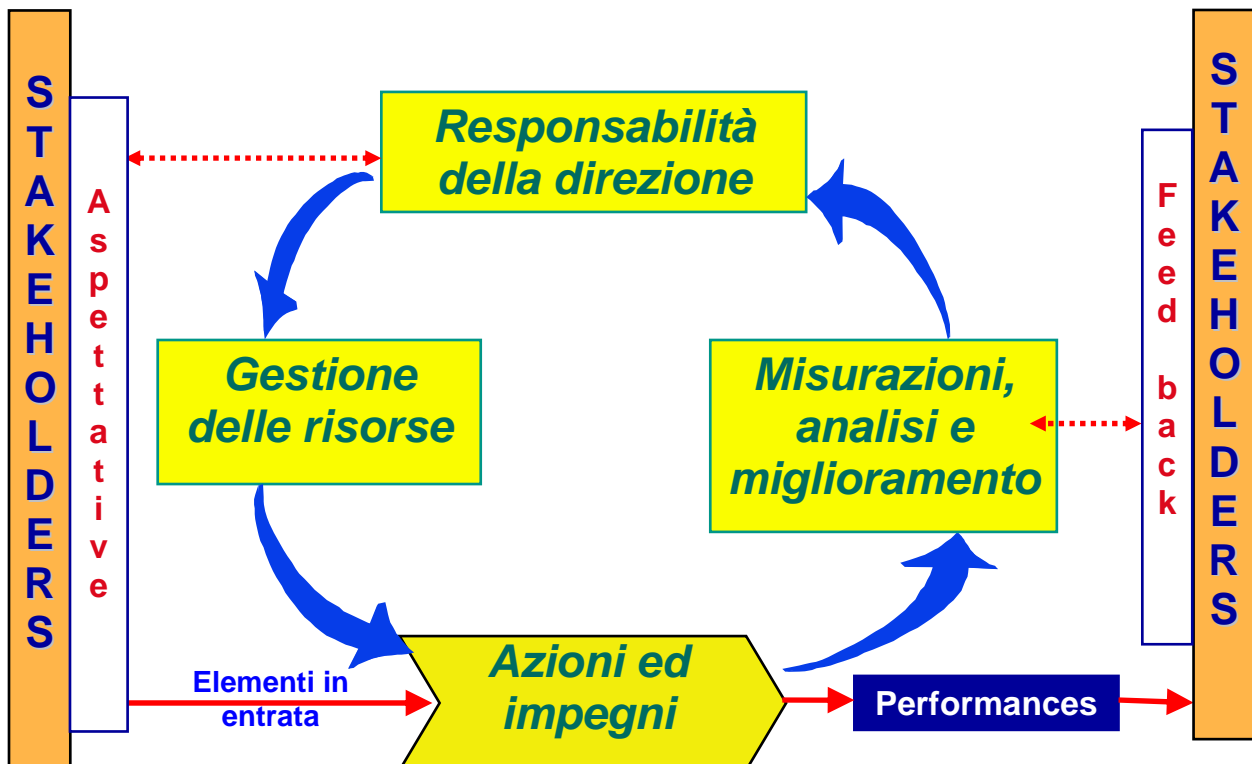 STAKEHOLDERS
Aspettative
Responsabilità
della direzione
Gestione
delle risorse
Misurazioni,
analisi e
miglioramento
Elementi in
entrata
Azioni ed
impegni
Performances
Feed back
STAKEHOLDERS